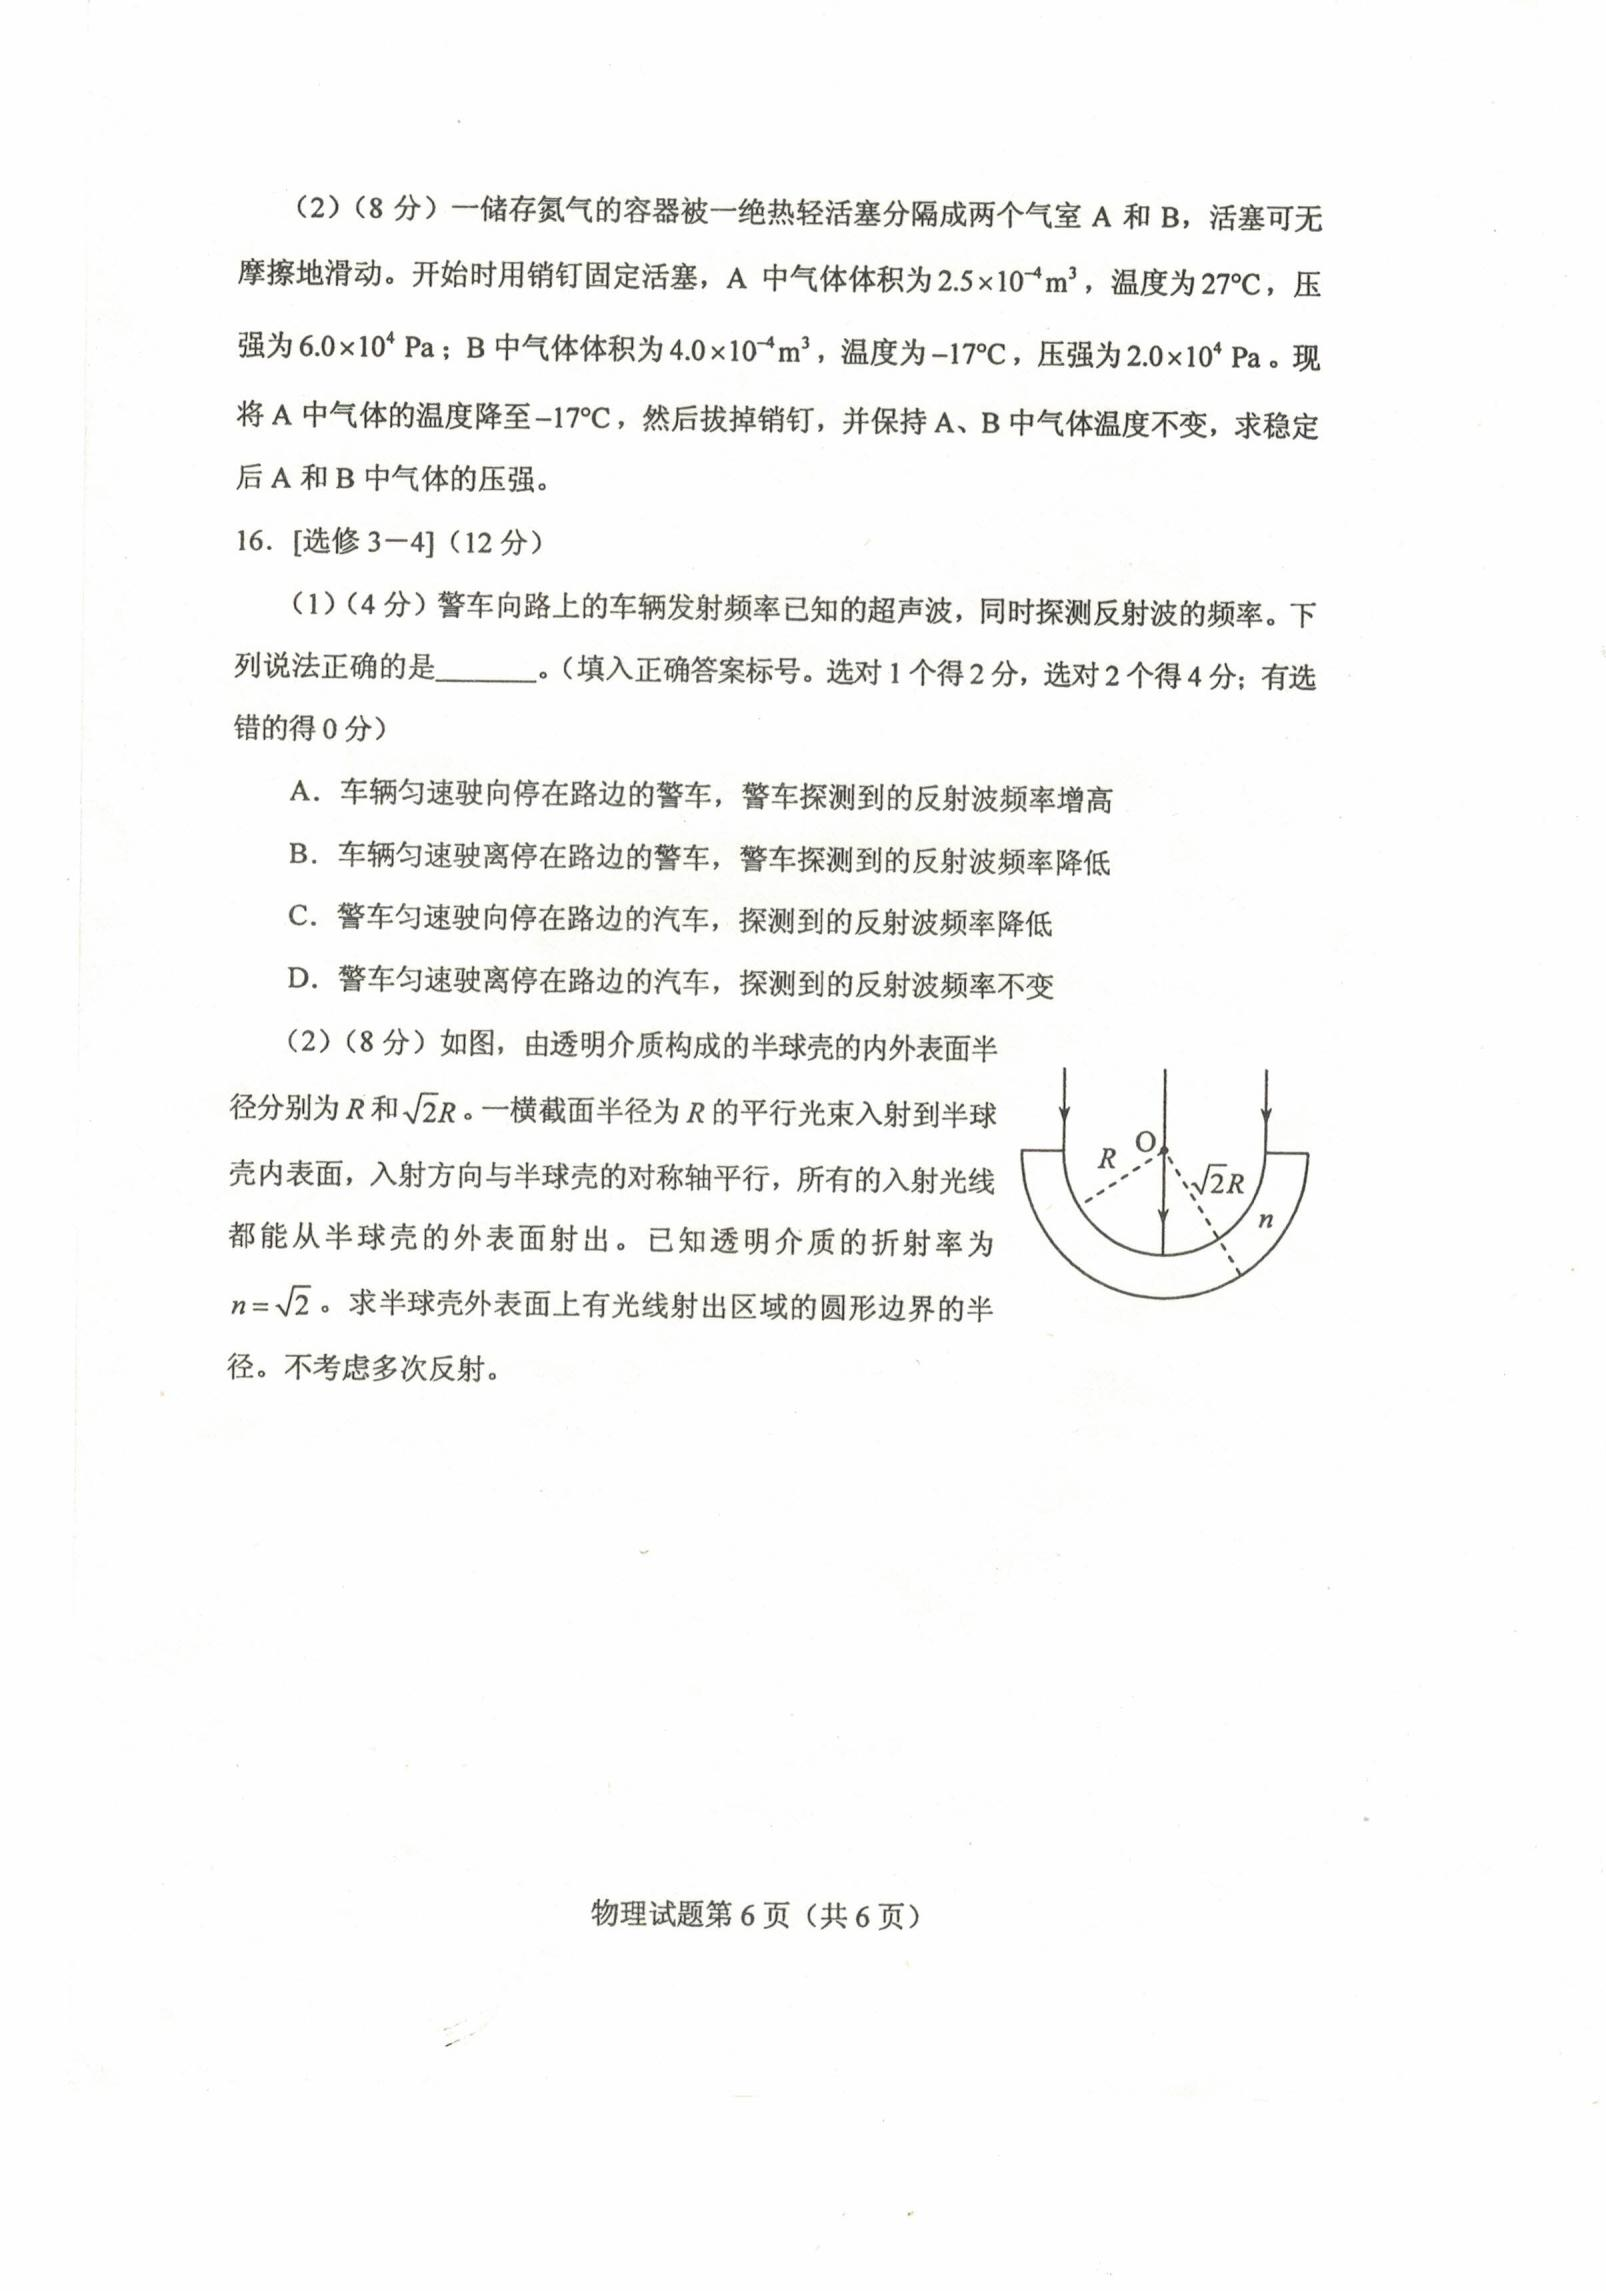 （2）（8 分）一储存氮气的容器被一绝热轻活塞分隔成两个气室 A 和 B，活塞可无
摩擦地滑动。开始时用销钉固定活塞，A 中气体体积为 2.5×10⁻⁴ m³，温度为 27℃，压
强为 6.0×10⁴ Pa；B 中气体体积为 4.0×10⁻⁴ m³，温度为 −17℃，压强为 2.0×10⁴ Pa。现
将 A 中气体的温度降至 −17℃，然后拔掉销钉，并保持 A、B 中气体温度不变，求稳定
后 A 和 B 中气体的压强。
16．[选修 3－4]（12 分）
（1）（4 分）警车向路上的车辆发射频率已知的超声波，同时探测反射波的频率。下
列说法正确的是______。（填入正确答案标号。选对 1 个得 2 分，选对 2 个得 4 分；有选
错的得 0 分）
A．车辆匀速驶向停在路边的警车，警车探测到的反射波频率增高
B．车辆匀速驶离停在路边的警车，警车探测到的反射波频率降低
C．警车匀速驶向停在路边的汽车，探测到的反射波频率降低
D．警车匀速驶离停在路边的汽车，探测到的反射波频率不变
（2）（8 分）如图，由透明介质构成的半球壳的内外表面半
径分别为 R 和 √2R。一横截面半径为 R 的平行光束入射到半球
壳内表面，入射方向与半球壳的对称轴平行，所有的入射光线
都能从半球壳的外表面射出。已知透明介质的折射率为
n=√2。求半球壳外表面上有光线射出区域的圆形边界的半
径。不考虑多次反射。
O
R
√2R
n
物理试题第 6 页（共 6 页）